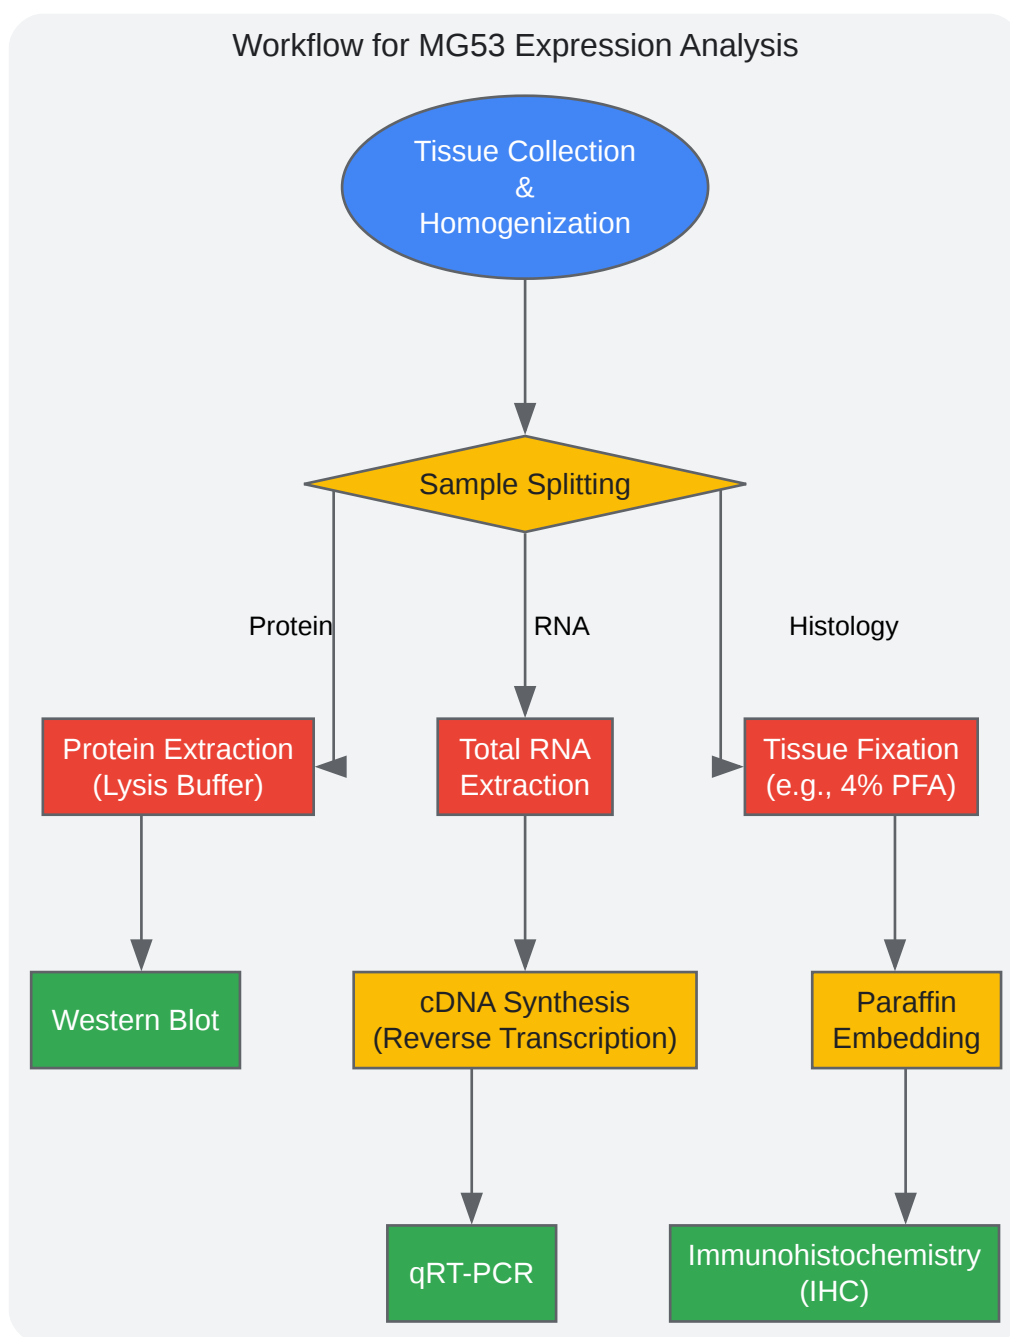 Workflow for MG53 Expression Analysis
Tissue Collection
&
Homogenization
Sample Splitting
Protein
RNA
Histology
Protein Extraction
(Lysis Buffer)
Total RNA
Extraction
Tissue Fixation
(e.g., 4% PFA)
Western Blot
cDNA Synthesis
(Reverse Transcription)
Paraffin
Embedding
qRT-PCR
Immunohistochemistry
(IHC)